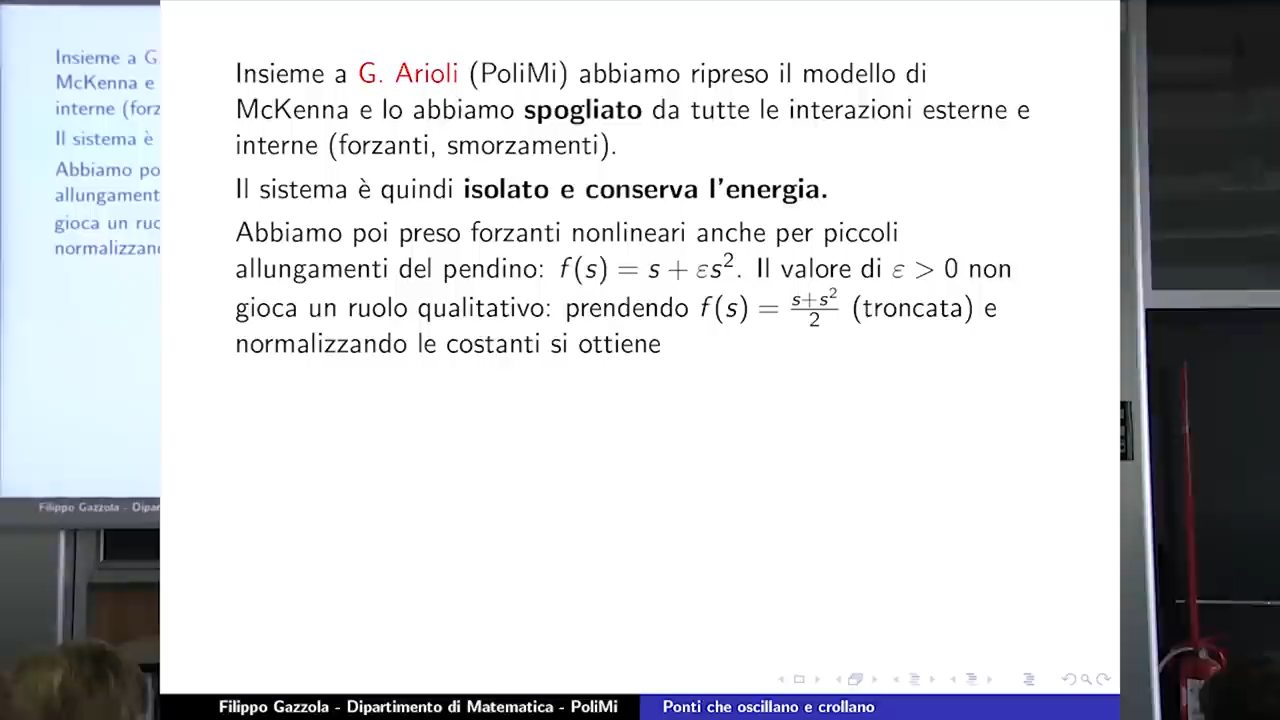 Insieme a G.
McKenna e
interne (forz
Il sistema è
Abbiamo po
allungament
gioca un ruo
normalizzan
Filippo Gazzola - Dipar
Insieme a G. Arioli (PoliMi) abbiamo ripreso il modello di
McKenna e lo abbiamo spogliato da tutte le interazioni esterne e
interne (forzanti, smorzamenti).
Il sistema è quindi isolato e conserva l'energia.
Abbiamo poi preso forzanti nonlineari anche per piccoli
allungamenti del pendino: f(s) = s + εs². Il valore di ε > 0 non
gioca un ruolo qualitativo: prendendo f(s) = (s+s²)/2 (troncata) e
normalizzando le costanti si ottiene
Filippo Gazzola - Dipartimento di Matematica - PoliMi
Ponti che oscillano e crollano